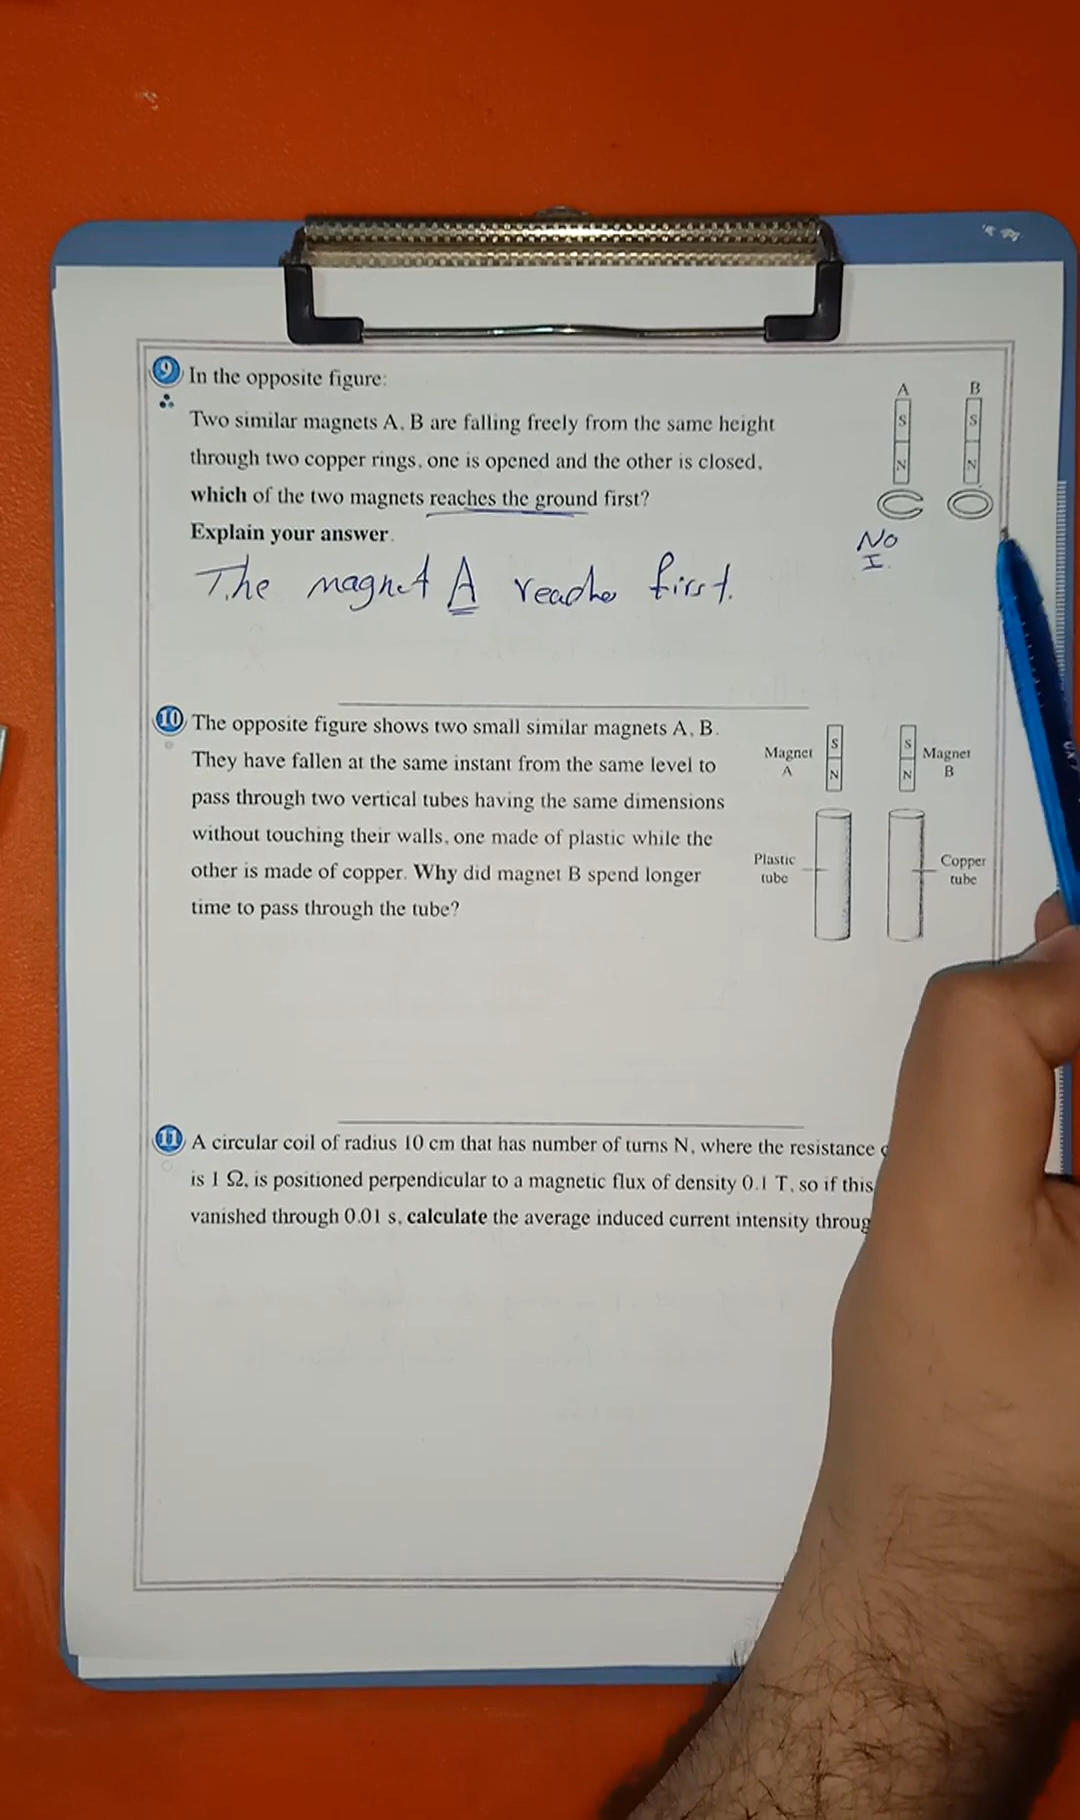 9 In the opposite figure:
Two similar magnets A, B are falling freely from the same height
through two copper rings, one is opened and the other is closed,
which of the two magnets reaches the ground first?
Explain your answer.
A B
S S
N N
No
I.
The magnet A reache first.
10 The opposite figure shows two small similar magnets A, B.
They have fallen at the same instant from the same level to
pass through two vertical tubes having the same dimensions
without touching their walls, one made of plastic while the
other is made of copper. Why did magnet B spend longer
time to pass through the tube?
Magnet A
S S
N N
Magnet B
Plastic tube
Copper tube
11 A circular coil of radius 10 cm that has number of turns N, where the resistance
is 1 Ω, is positioned perpendicular to a magnetic flux of density 0.1 T, so if this
vanished through 0.01 s, calculate the average induced current intensity throug